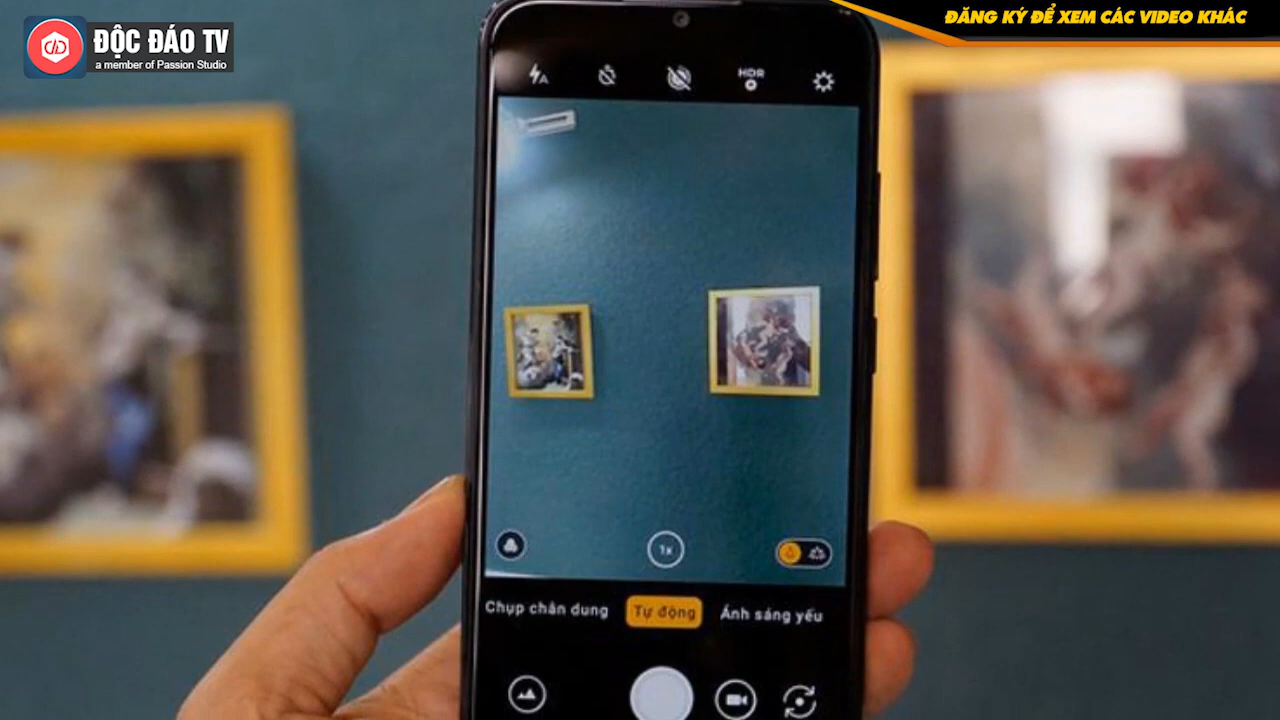 ĐỘC ĐÁO TV
a member of Passion Studio
ĐĂNG KÝ ĐỂ XEM CÁC VIDEO KHÁC
HDR
1x
Chụp chân dung
Tự động
Ánh sáng yếu